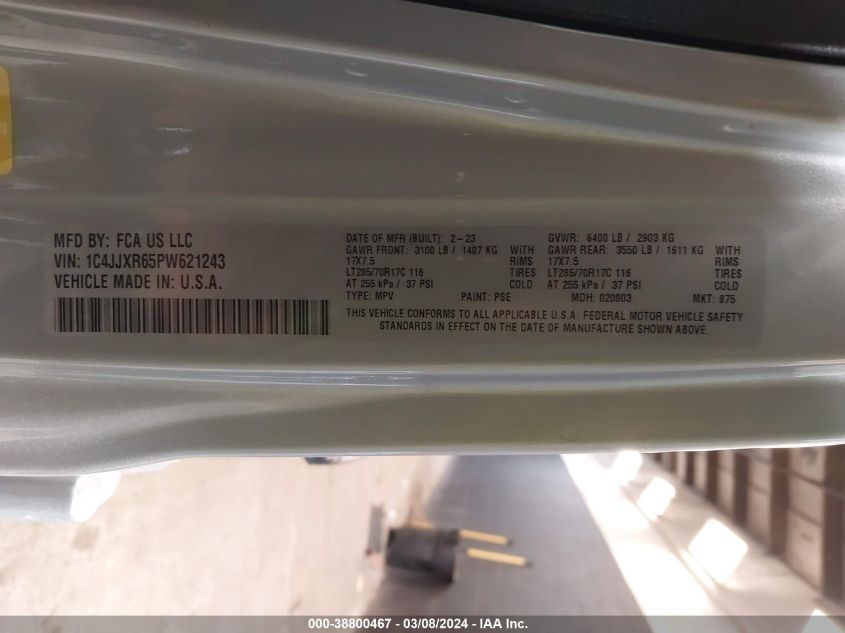 MFD BY: FCA US LLC
VIN: 1C4JJXR65PW621243
VEHICLE MADE IN: U.S.A.
DATE OF MFR (BUILT): 2-23
GAWR FRONT: 3100 LB / 1407 KG WITH
17X7.5 RIMS
LT285/70R17C 116 TIRES
AT 255 kPa / 37 PSI COLD
TYPE: MPV PAINT: PSE
GVWR: 6400 LB / 2903 KG
GAWR REAR: 3550 LB / 1611 KG WITH
17X7.5 RIMS
LT285/70R17C 116 TIRES
AT 255 kPa / 37 PSI COLD
MDH: 020803 MKT: 875
THIS VEHICLE CONFORMS TO ALL APPLICABLE U.S.A. FEDERAL MOTOR VEHICLE SAFETY
STANDARDS IN EFFECT ON THE DATE OF MANUFACTURE SHOWN ABOVE.
000-38800467 - 03/08/2024 - IAA Inc.